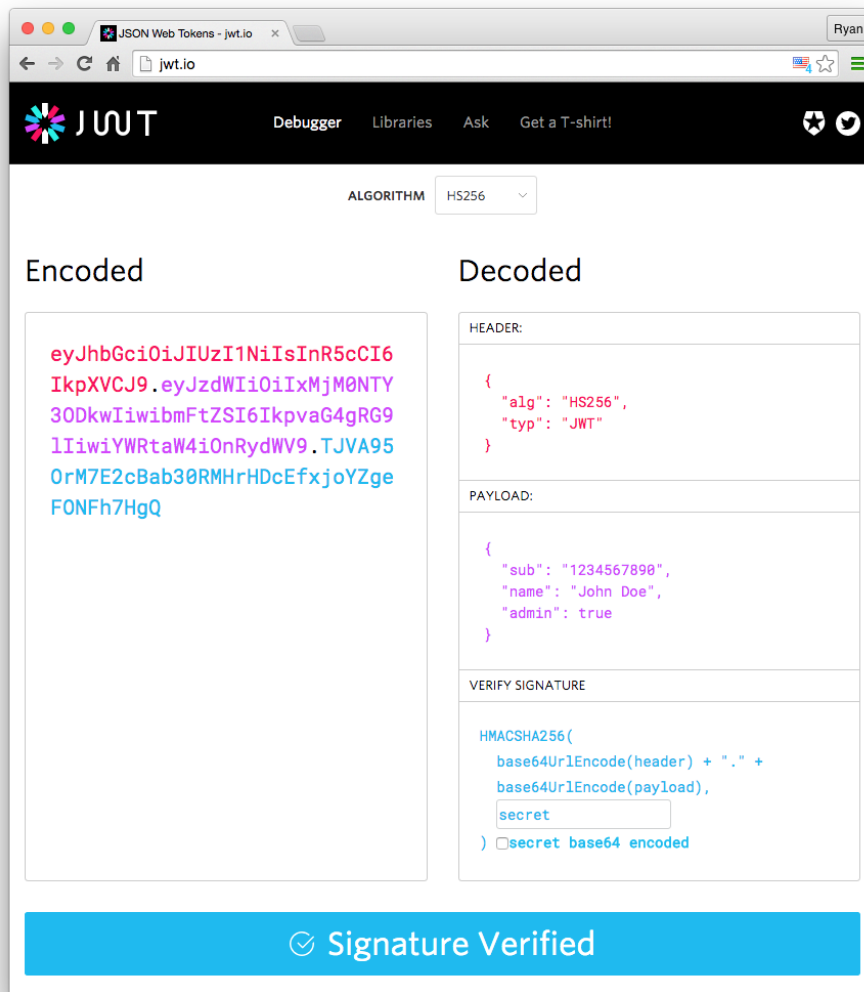 JSON Web Tokens - jwt.io
Ryan
jwt.io
4
JWT
Debugger Libraries Ask Get a T-shirt!
ALGORITHM HS256
Encoded
eyJhbGciOiJIUzI1NiIsInR5cCI6
IkpXVCJ9.eyJzdWIiOiIxMjM0NTY
3ODkwIiwibmFtZSI6IkpvaG4gRG9
lIiwiYWRtaW4iOnRydWV9.TJVA95
OrM7E2cBab30RMHrHDcEfxjoYZge
FONFh7HgQ
Decoded
HEADER:
{
"alg": "HS256",
"typ": "JWT"
}
PAYLOAD:
{
"sub": "1234567890",
"name": "John Doe",
"admin": true
}
VERIFY SIGNATURE
HMACSHA256(
base64UrlEncode(header) + "." +
base64UrlEncode(payload),
secret
) secret base64 encoded
Signature Verified